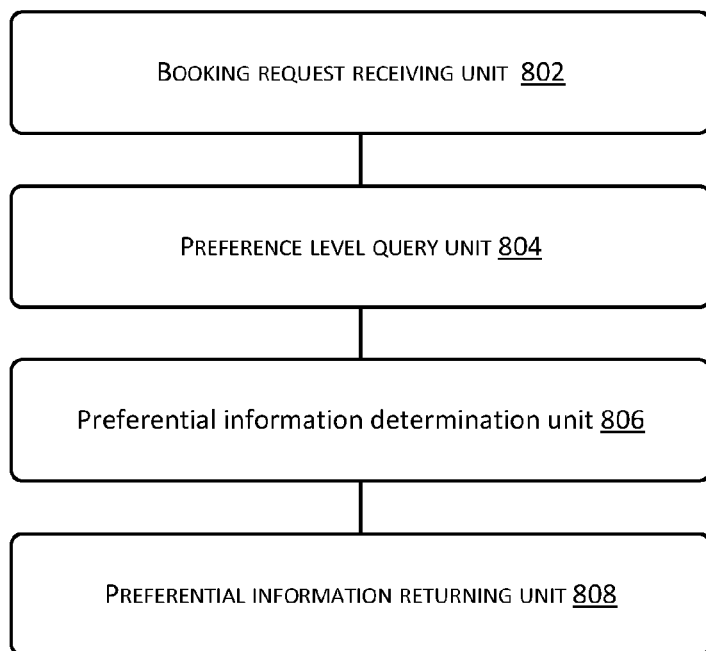 BOOKING REQUEST RECEIVING UNIT 802
PREFERENCE LEVEL QUERY UNIT 804
Preferential information determination unit 806
PREFERENTIAL INFORMATION RETURNING UNIT 808